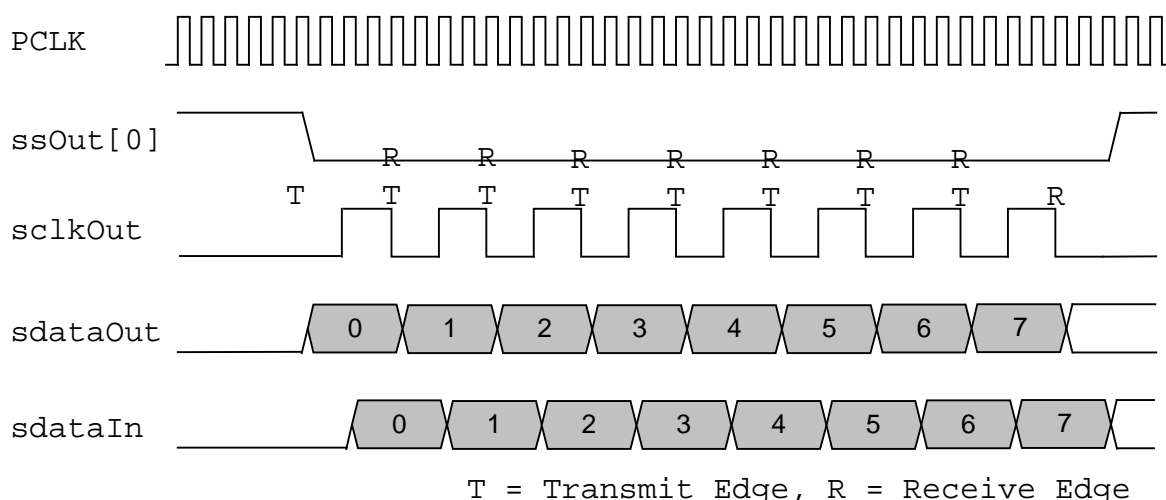 PCLK
ssOut[0]
R R R R R R R
T T T T T T T T R
sclkOut
sdataOut 0 1 2 3 4 5 6 7
sdataIn 0 1 2 3 4 5 6 7
T = Transmit Edge, R = Receive Edge